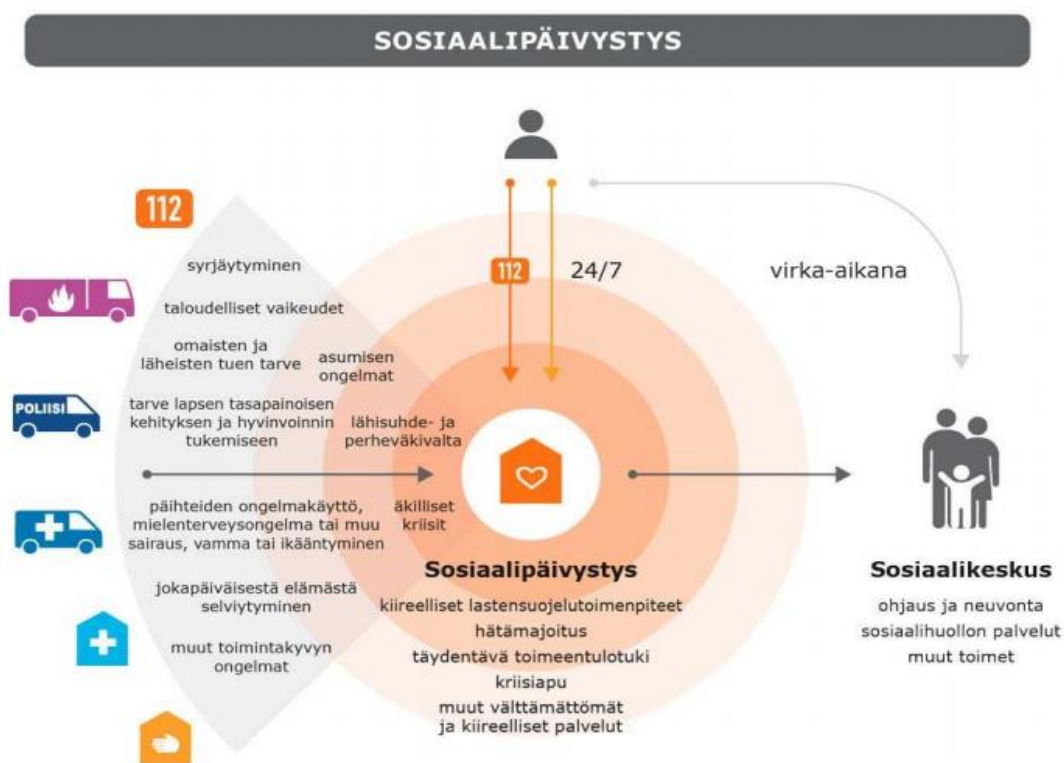 SOSIAALIPÄIVYSTYS
112
112
24/7
virka-aikana
syrjäytyminen
taloudelliset vaikeudet
omaisten ja
läheisten tuen tarve
asumisen
ongelmat
POLIISI
tarve lapsen tasapainoisen
kehityksen ja hyvinvoinnin
tukemiseen
lähisuhde- ja
perheväkivalta
päihteiden ongelmakäyttö,
mielenterveysongelma tai muu
sairaus, vamma tai ikääntyminen
äkilliset
kriisit
jokapäiväisestä elämästä
selviytyminen
muut toimintakyvyn
ongelmat
Sosiaalipäivystys
kiireelliset lastensuojelutoimenpiteet
hätämajoitus
täydentävä toimeentulotuki
kriisiapu
muut välttämättömät
ja kiireelliset palvelut
Sosiaalikeskus
ohjaus ja neuvonta
sosiaalihuollon palvelut
muut toimet